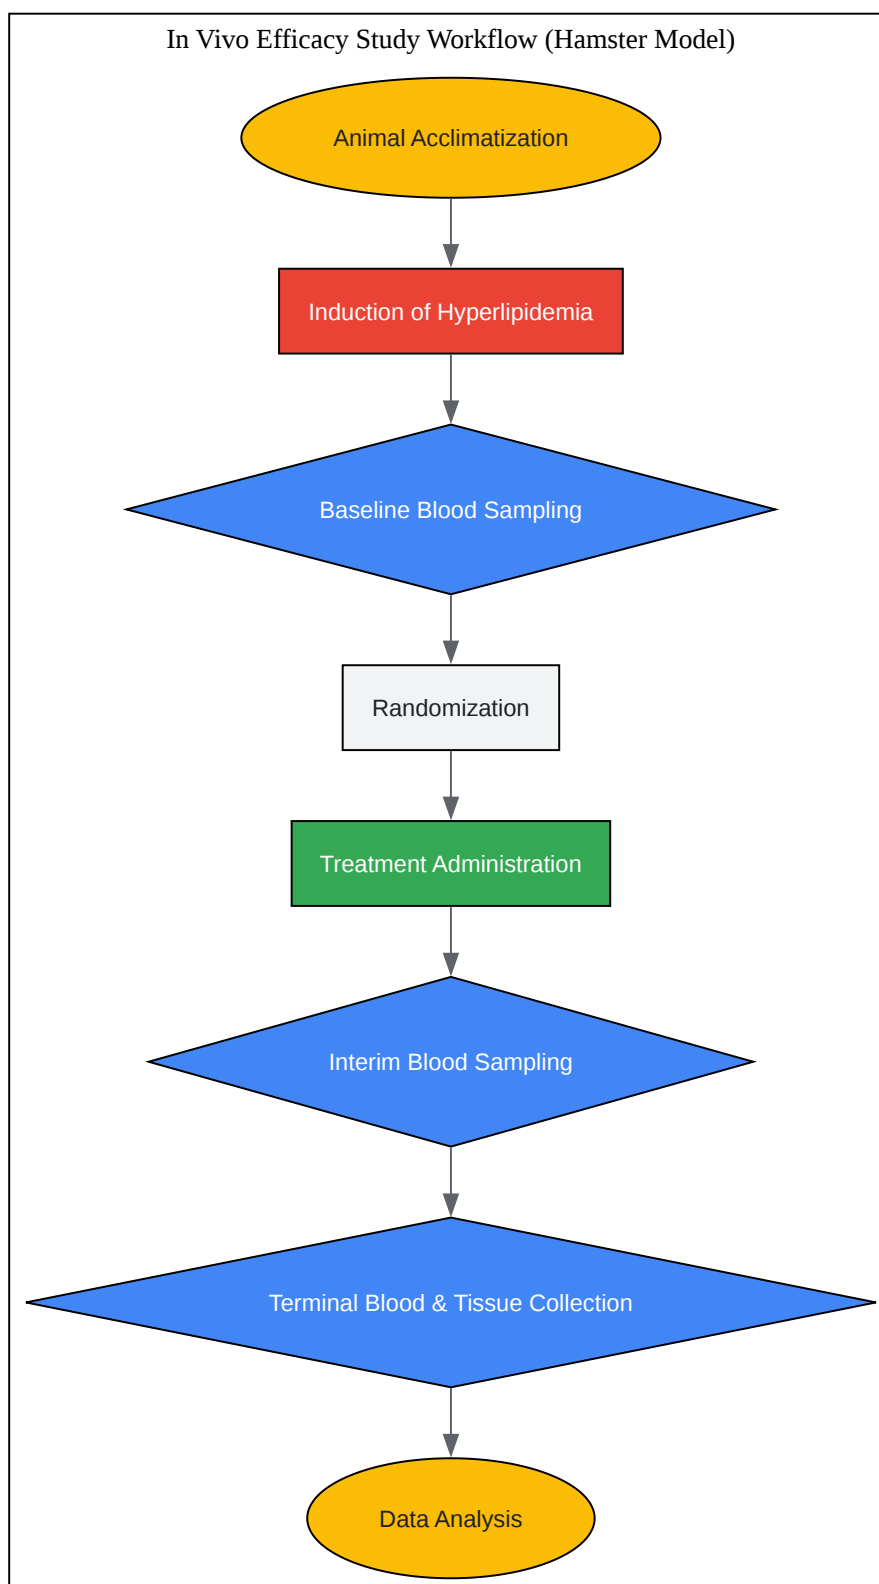 In Vivo Efficacy Study Workflow (Hamster Model)
Animal Acclimatization
Induction of Hyperlipidemia
Baseline Blood Sampling
Randomization
Treatment Administration
Interim Blood Sampling
Terminal Blood & Tissue Collection
Data Analysis